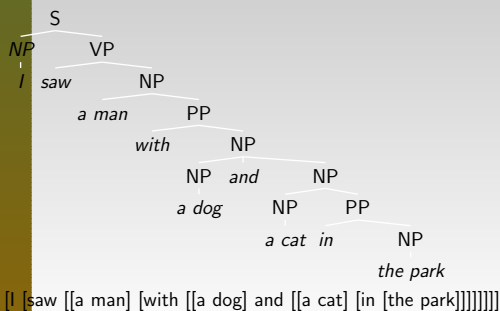 S
NP VP
I saw NP
a man PP
with NP
NP and NP
a dog NP PP
a cat in NP
the park
[I [saw [[a man] [with [[a dog] and [[a cat] [in [the park]]]]]]]]